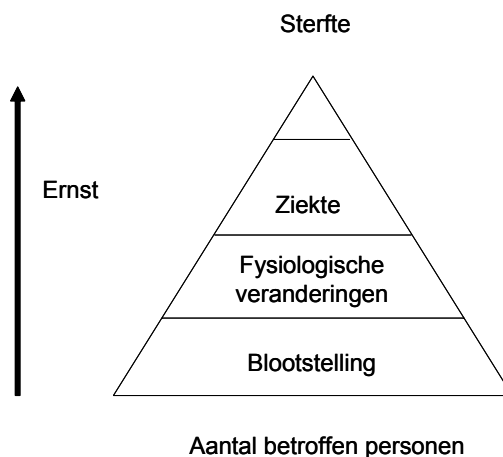 Sterfte
Ernst
Ziekte
Fysiologische
veranderingen
Blootstelling
Aantal betroffen personen